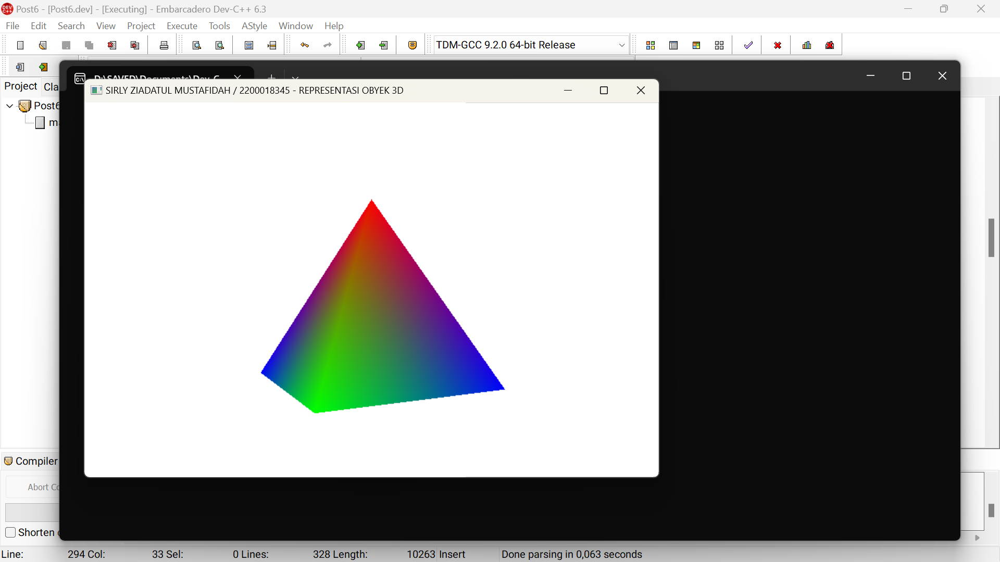 Post6 - [Post6.dev] - [Executing] - Embarcadero Dev-C++ 6.3
File Edit Search View Project Execute Tools AStyle Window Help
TDM-GCC 9.2.0 64-bit Release
D:\SAVED\Documents\Dev-C
Project Cla
SIRLY ZIADATUL MUSTAFIDAH / 2200018345 - REPRESENTASI OBYEK 3D
Post6
ma
Compiler
Abort Co
Shorten
Line: 294 Col: 33 Sel: 0 Lines: 328 Length: 10263 Insert Done parsing in 0,063 seconds